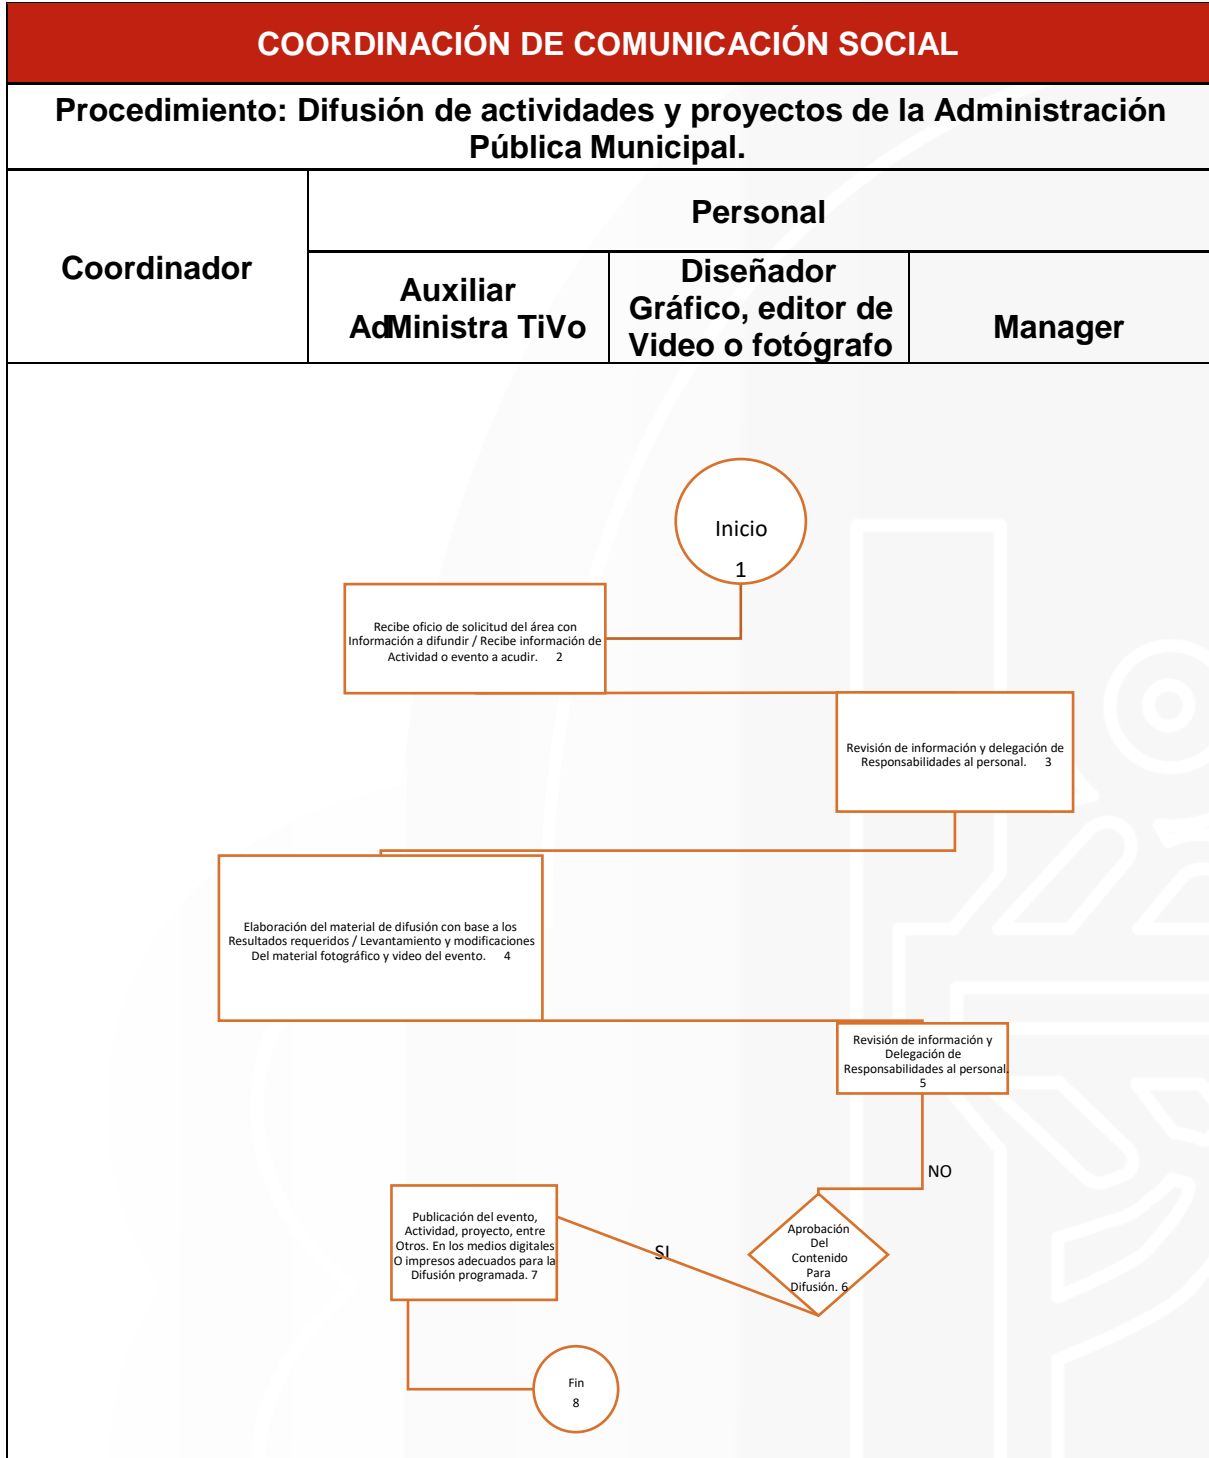 COORDINACIÓN DE COMUNICACIÓN SOCIAL
Procedimiento: Difusión de actividades y proyectos de la Administración
Pública Municipal.
Coordinador
Personal
Auxiliar
AdMinistra TiVo
Diseñador
Gráfico, editor de
Video o fotógrafo
Manager
Inicio
1
Recibe oficio de solicitud del área con
Información a difundir / Recibe información de
Actividad o evento a acudir. 2
Revisión de información y delegación de
Responsabilidades al personal. 3
Elaboración del material de difusión con base a los
Resultados requeridos / Levantamiento y modificaciones
Del material fotográfico y video del evento. 4
Revisión de información y
Delegación de
Responsabilidades al personal.
5
NO
Aprobación
Del
Contenido
Para
Difusión. 6
SI
Publicación del evento,
Actividad, proyecto, entre
Otros. En los medios digitales
O impresos adecuados para la
Difusión programada. 7
Fin
8